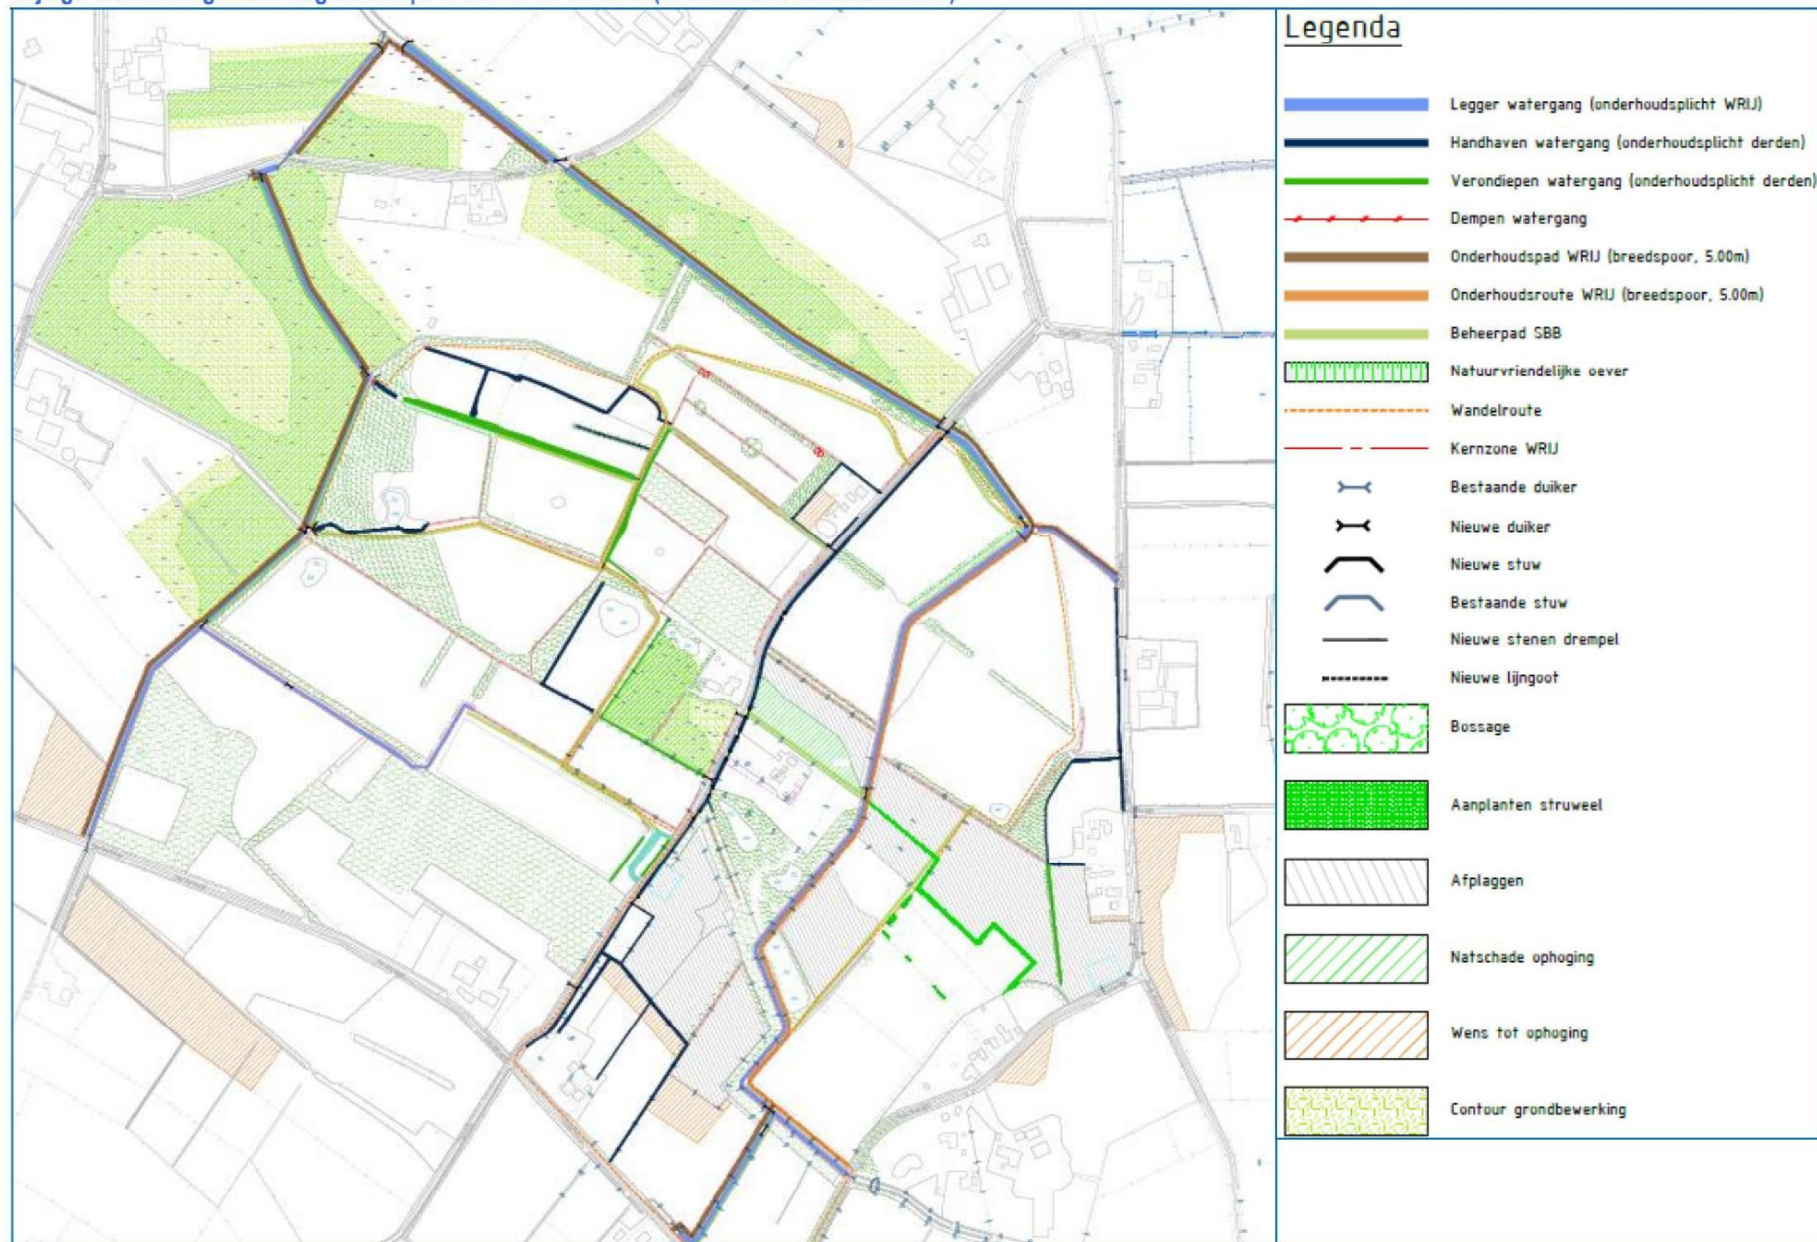 Legenda
Legger watergang (onderhoudsplicht WRIJ)
Handhaven watergang (onderhoudsplicht derden)
Verondiepen watergang (onderhoudsplicht derden)
Dempen watergang
Onderhoudspad WRIJ (breedspoor, 5.00m)
Onderhoudsroute WRIJ (breedspoor, 5.00m)
Beheerpad SBB
Natuurvriendelijke oever
Wandelroute
Kernzone WRIJ
Bestaande duiker
Nieuwe duiker
Nieuwe stuw
Bestaande stuw
Nieuwe stenen drempel
Nieuwe lijngoot
Bossage
Aanplanten struweel
Afplaggen
Natschade ophoging
Wens tot ophoging
Contour grondbewerking